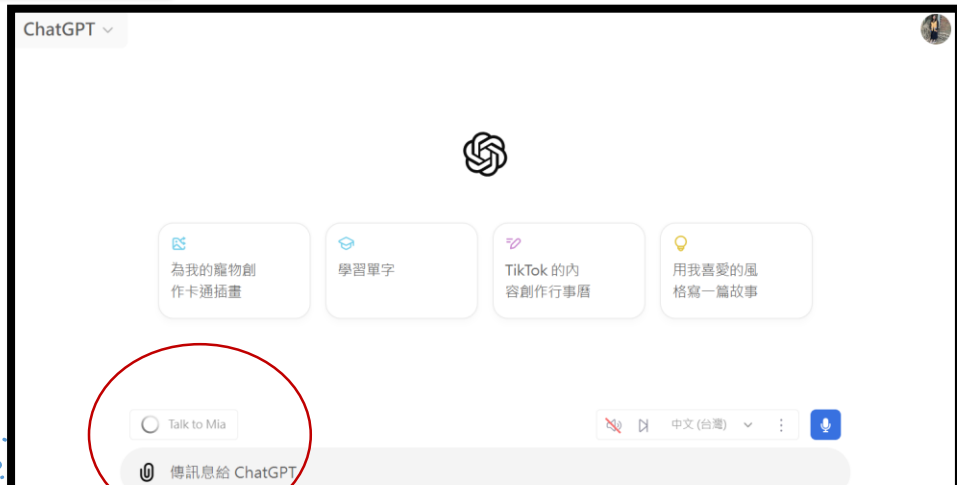 ChatGPT
為我的寵物創
作卡通插畫
學習單字
TikTok 的內
容創作行事曆
用我喜愛的風
格寫一篇故事
Talk to Mia
中文 (台灣)
傳訊息給 ChatGPT